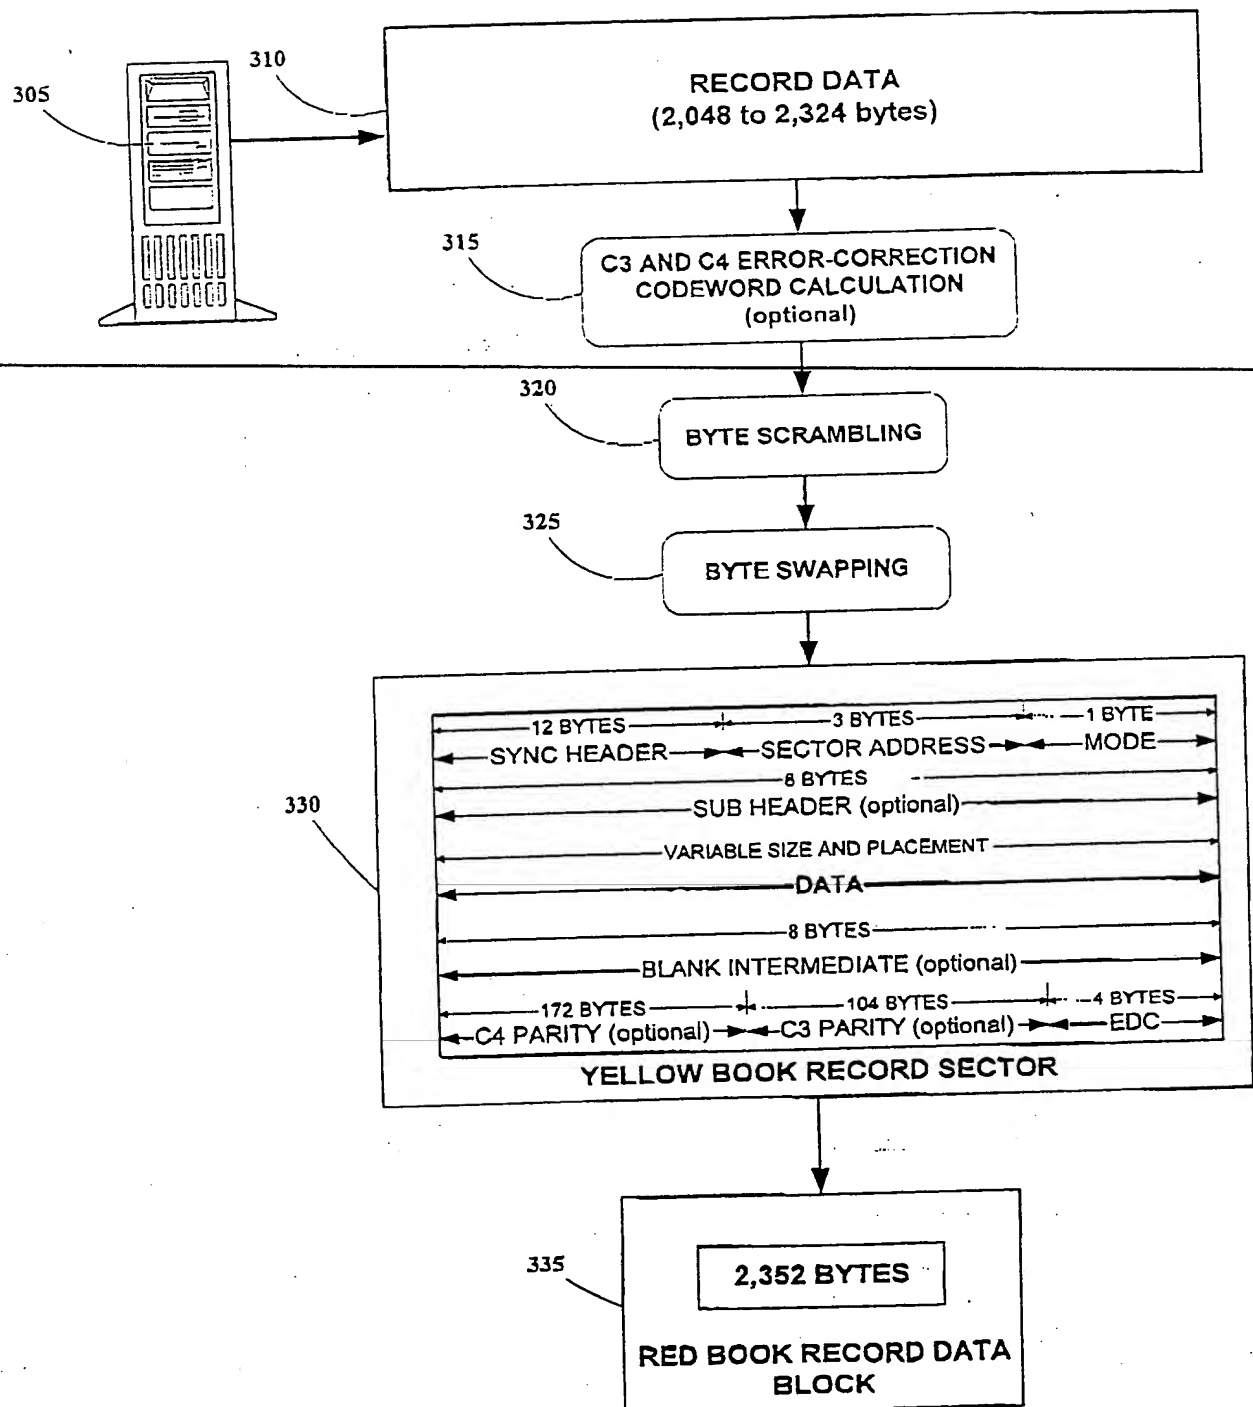 305
310
RECORD DATA
(2,048 to 2,324 bytes)
315
C3 AND C4 ERROR-CORRECTION
CODEWORD CALCULATION
(optional)
320
BYTE SCRAMBLING
325
BYTE SWAPPING
330
12 BYTES 3 BYTES 1 BYTE
SYNC HEADER SECTOR ADDRESS MODE
8 BYTES
SUB HEADER (optional)
VARIABLE SIZE AND PLACEMENT
DATA
8 BYTES
BLANK INTERMEDIATE (optional)
172 BYTES 104 BYTES 4 BYTES
C4 PARITY (optional) C3 PARITY (optional) EDC
YELLOW BOOK RECORD SECTOR
335
2,352 BYTES
RED BOOK RECORD DATA
BLOCK